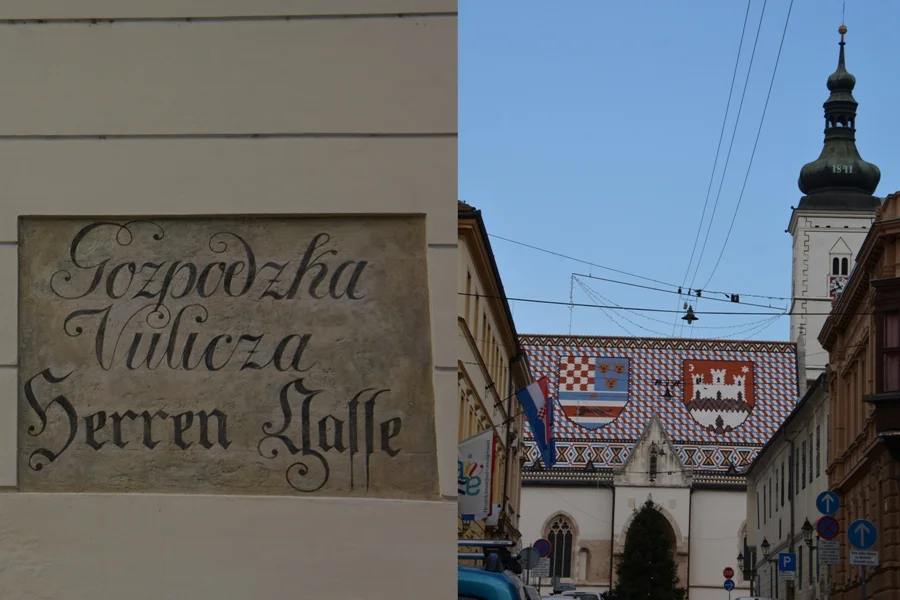 Gozpodzka
Vulicza
Herren Gasse
1841
P